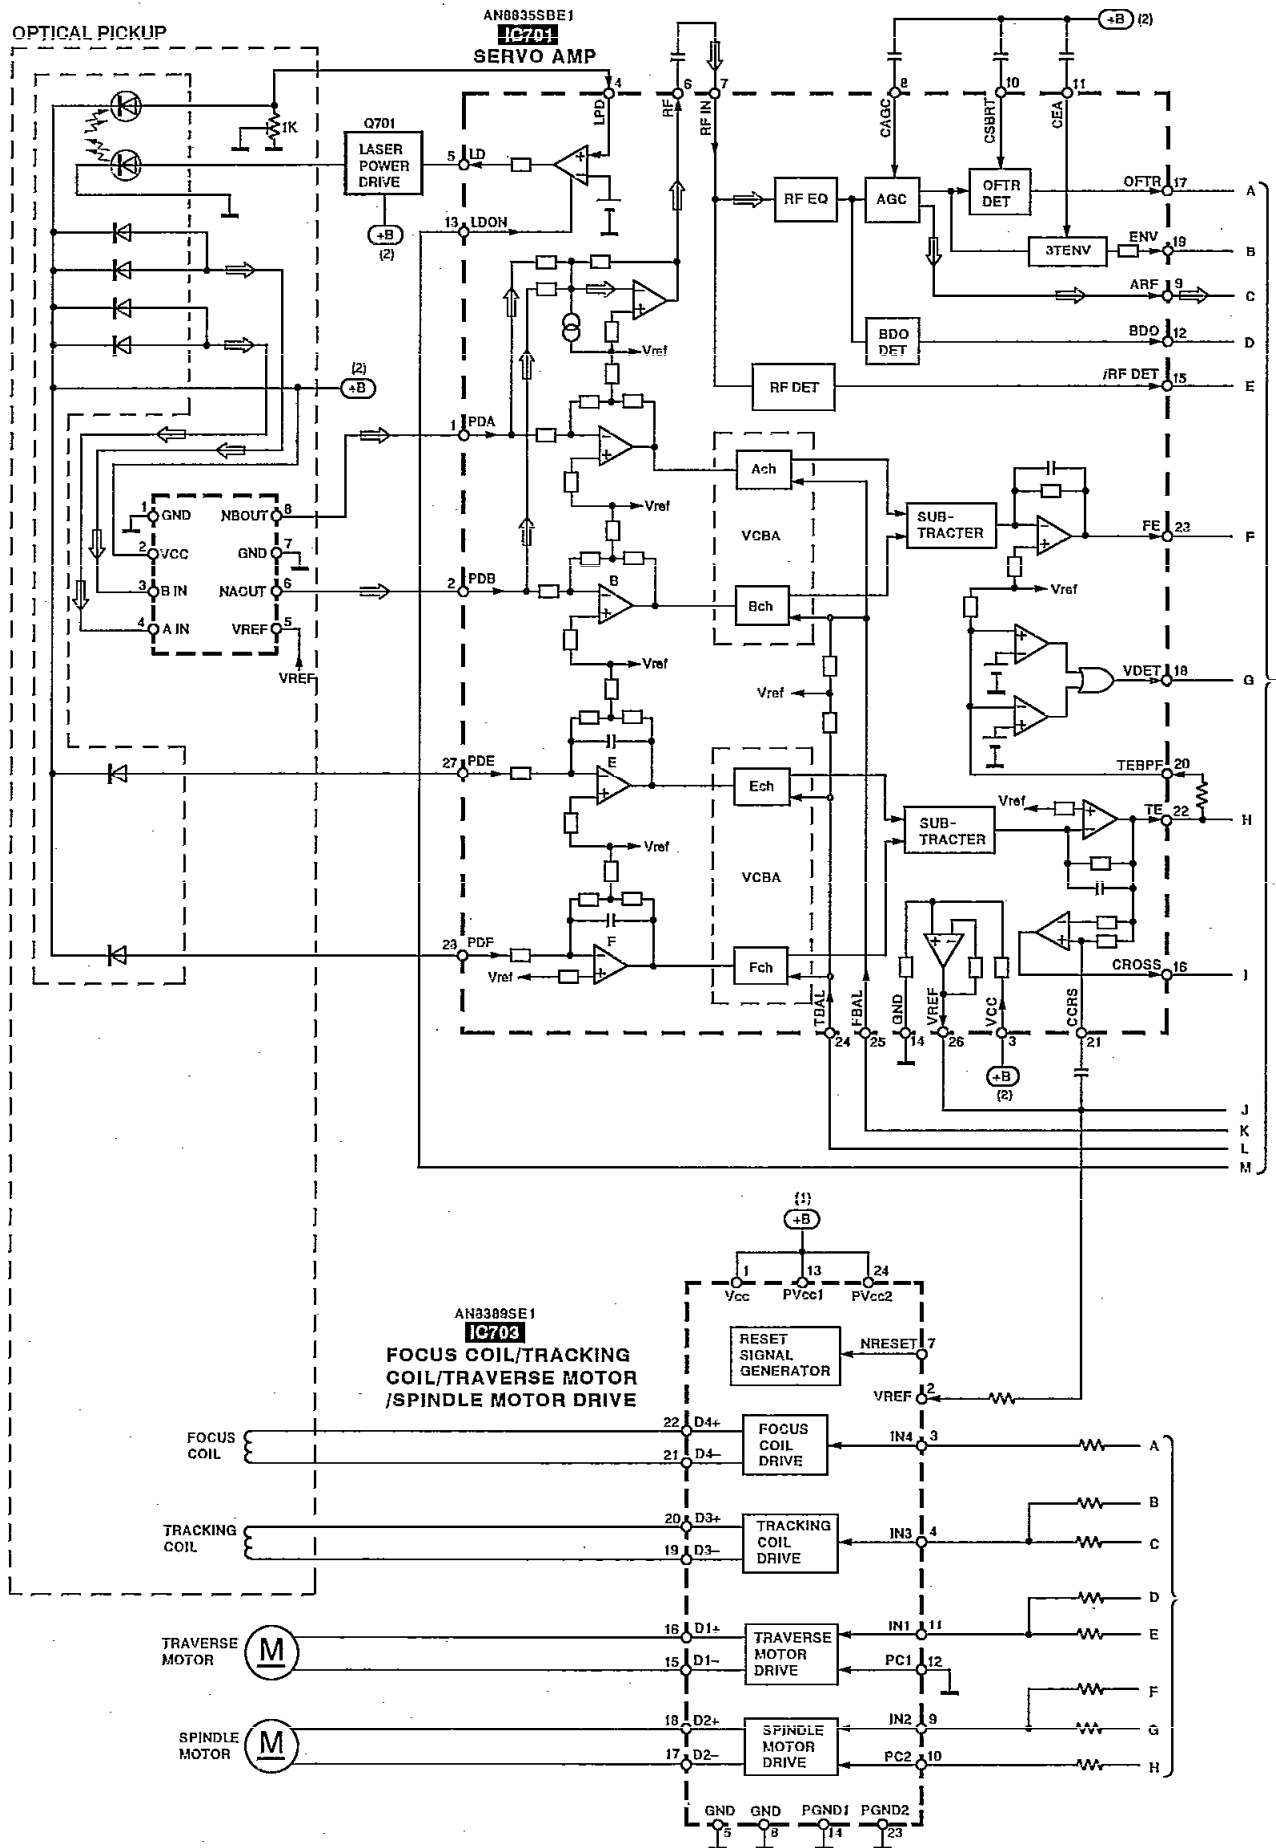 AN8835SBE1
IC701
SERVO AMP
OPTICAL PICKUP
+B (2)
4 6 7 8 10 11
LPD RF RF IN CAGC CSBRT CEA
1K
Q701
LASER
POWER
DRIVE
+B
(2)
5 LD
13 LDON
RF EQ
AGC
OFTR
DET
OFTR 17 A
3TENV
ENV 19 B
ARF 9 C
BDO
DET
BDO 12 D
RF DET
/RF DET 15 E
Vref
(2)
+B
1 PDA
Ach
VCBA
Bch
SUB-
TRACTER
FE 23 F
Vref
Vref
1 GND NBOUT 8
2 VCC GND 7
3 B IN NAOUT 6
4 A IN VREF 5
VREF
2 PDB
B
Vref
Vref
VDET 18 G
27 PDE
E
Ech
VCBA
Fch
SUB-
TRACTER
TEBPF 20
Vref
TE 22 H
Vref
28 PDF
F
Vref
CROSS 16 I
TBAL FBAL GND VREF VCC CCRS
24 25 14 26 3 21
+B
(2)
J
K
L
M
(1)
+B
1 13 24
Vcc PVcc1 PVcc2
AN8389SE1
IC703
FOCUS COIL/TRACKING
COIL/TRAVERSE MOTOR
/SPINDLE MOTOR DRIVE
RESET
SIGNAL
GENERATOR
NRESET 7
VREF 2
FOCUS
COIL
22 D4+
21 D4–
FOCUS
COIL
DRIVE
IN4 3 A
B
TRACKING
COIL
20 D3+
19 D3–
TRACKING
COIL
DRIVE
IN3 4 C
D
TRAVERSE
MOTOR
M
16 D1+
15 D1–
TRAVERSE
MOTOR
DRIVE
IN1 11 E
PC1 12
F
SPINDLE
MOTOR
M
18 D2+
17 D2–
SPINDLE
MOTOR
DRIVE
IN2 9 G
PC2 10 H
GND GND PGND1 PGND2
5 8 14 23